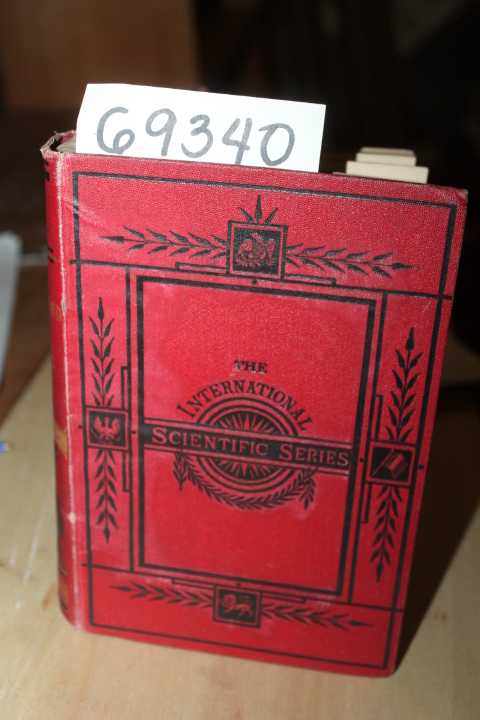 69340
THE
INTERNATIONAL
SCIENTIFIC SERIES